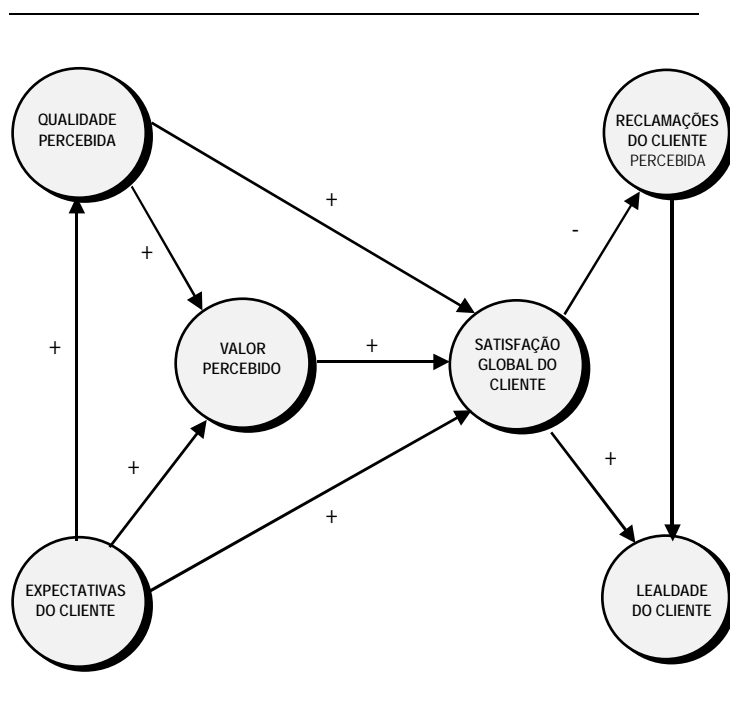 QUALIDADE
PERCEBIDA
RECLAMAÇÕES
DO CLIENTE
PERCEBIDA
+
-
+
VALOR
PERCEBIDO
+
SATISFAÇÃO
GLOBAL DO
CLIENTE
+
+
+
+
EXPECTATIVAS
DO CLIENTE
LEALDADE
DO CLIENTE